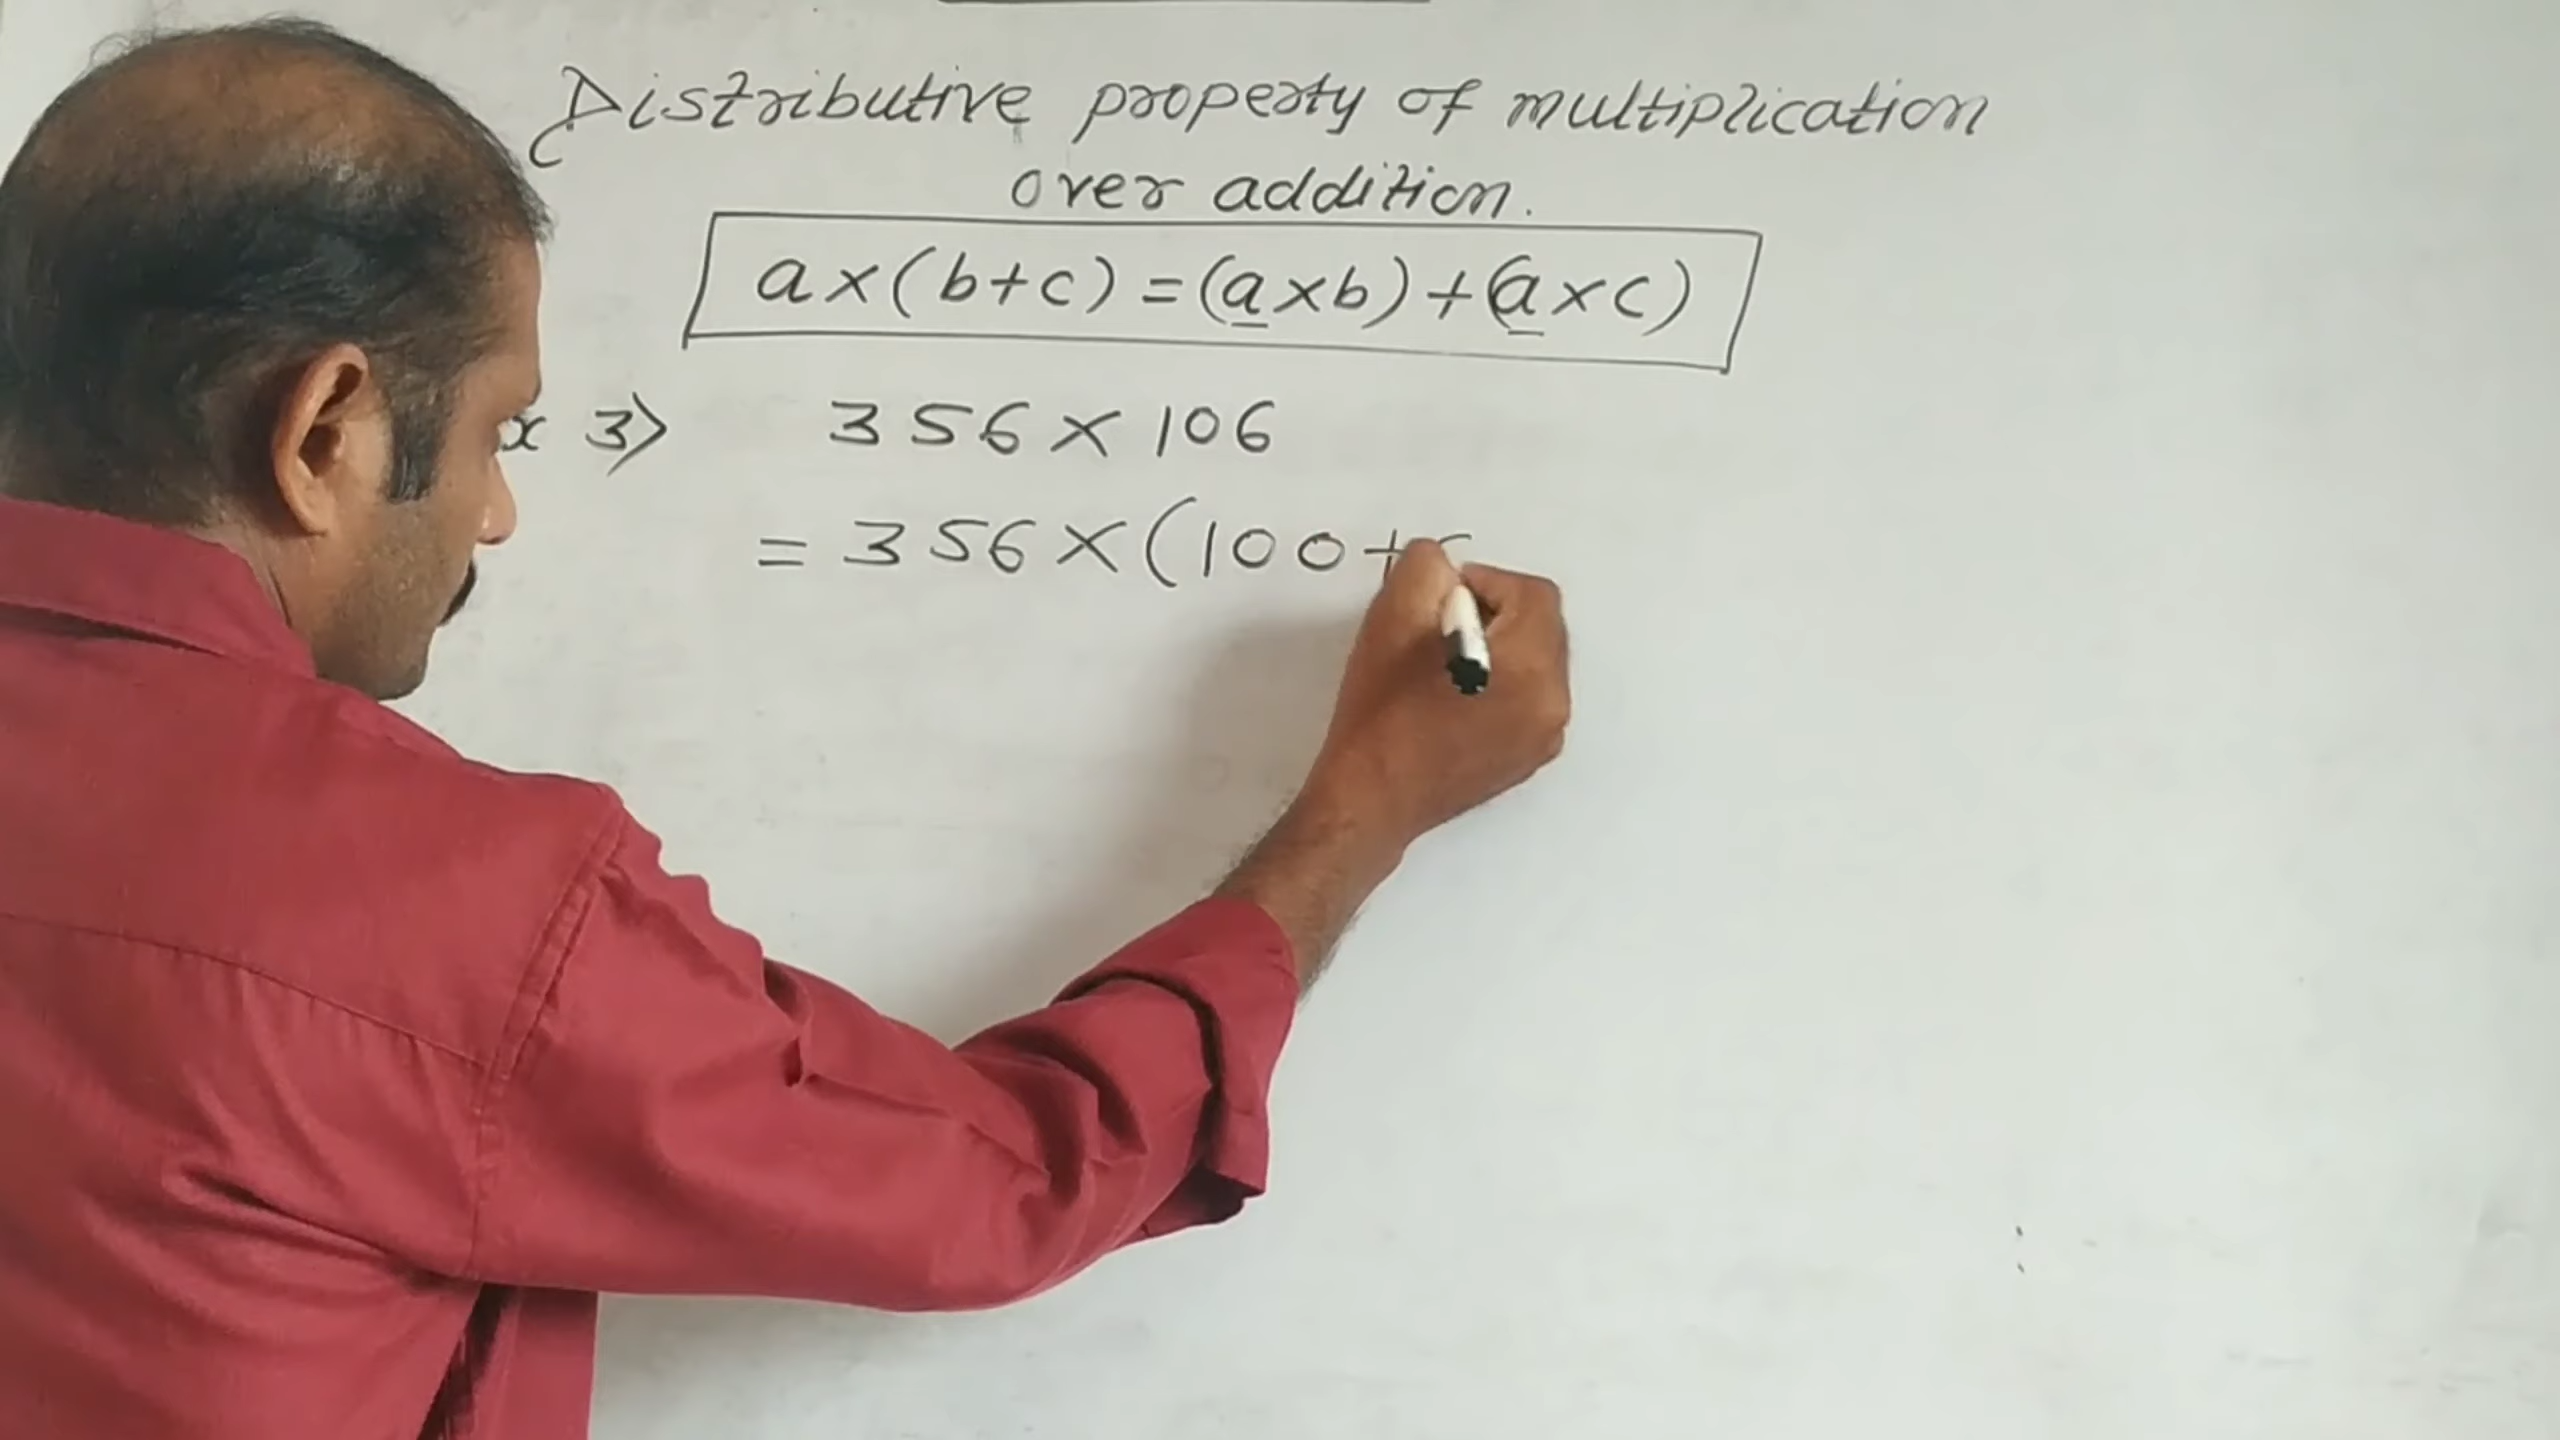 Distributive property of multiplication
over addition.
a×(b+c) = (a×b)+(a×c)
x 3) 356×106
= 356×(100+